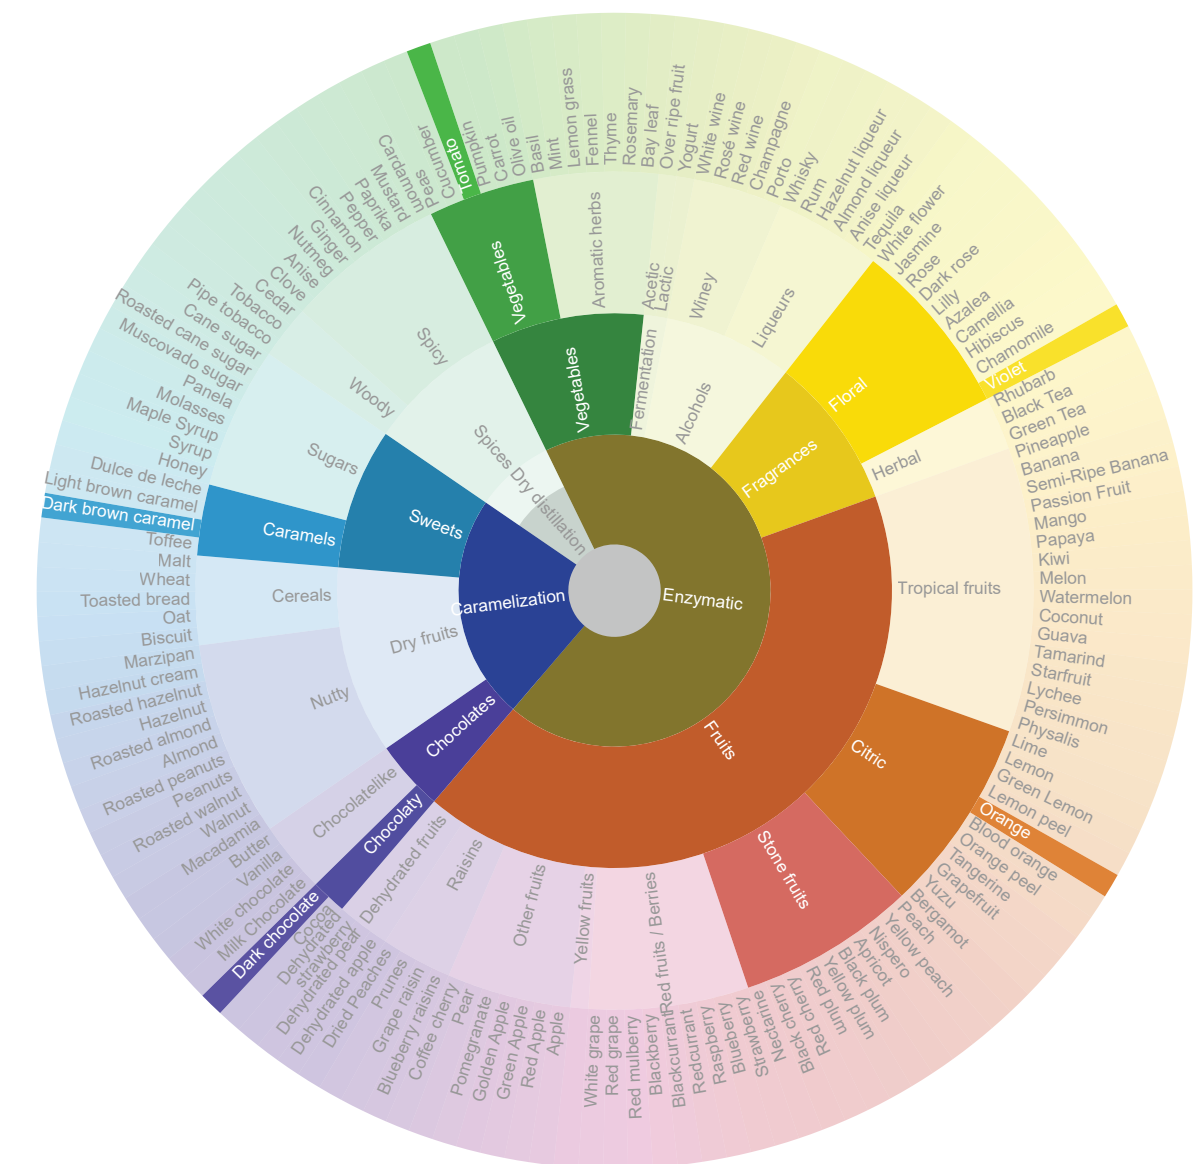 Enzymatic
Caramelization
Dry distillation
Vegetables
Fermentation
Alcohols
Fragrances
Fruits
Chocolates
Dry fruits
Sweets
Spices
Vegetables
Aromatic herbs
Acetic
Lactic
Winey
Liqueurs
Floral
Herbal
Tropical fruits
Citric
Stone fruits
Red fruits / Berries
Yellow fruits
Other fruits
Raisins
Dehydrated fruits
Chocolaty
Chocolatelike
Nutty
Cereals
Caramels
Sugars
Woody
Spicy
Cucumber
Tomato
Pumpkin
Carrot
Olive oil
Basil
Mint
Lemon grass
Fennel
Thyme
Rosemary
Bay leaf
Over ripe fruit
Yogurt
White wine
Rosé wine
Red wine
Champagne
Porto
Whisky
Rum
Hazelnut liqueur
Almond liqueur
Anise liqueur
Tequila
White flower
Jasmine
Rose
Dark rose
Lilly
Azalea
Camellia
Hibiscus
Chamomile
Violet
Rhubarb
Black Tea
Green Tea
Pineapple
Banana
Semi-Ripe Banana
Passion Fruit
Mango
Papaya
Kiwi
Melon
Watermelon
Coconut
Guava
Tamarind
Starfruit
Lychee
Persimmon
Physalis
Lime
Lemon
Green Lemon
Lemon peel
Orange
Blood orange
Orange peel
Tangerine
Grapefruit
Yuzu
Bergamot
Peach
Yellow peach
Nispero
Apricot
Black plum
Yellow plum
Red plum
Red cherry
Black cherry
Nectarine
Strawberry
Blueberry
Raspberry
Redcurrant
Blackcurrant
Blackberry
Red mulberry
Red grape
White grape
Apple
Red Apple
Green Apple
Golden Apple
Pomegranate
Pear
Coffee cherry
Blueberry raisins
Grape raisin
Prunes
Dried Peaches
Dehydrated apple
Dehydrated pear
Dehydrated
strawberry
Cocoa
Dark chocolate
Milk Chocolate
White chocolate
Vanilla
Butter
Macadamia
Walnut
Roasted walnut
Peanuts
Roasted peanuts
Almond
Roasted almond
Hazelnut
Roasted hazelnut
Hazelnut cream
Marzipan
Biscuit
Oat
Toasted bread
Wheat
Malt
Toffee
Dark brown caramel
Light brown caramel
Dulce de leche
Honey
Syrup
Maple Syrup
Molasses
Panela
Muscovado sugar
Roasted cane sugar
Cane sugar
Pipe tobacco
Tobacco
Cedar
Clove
Anise
Nutmeg
Ginger
Cinnamon
Pepper
Paprika
Mustard
Cardamom
Peas